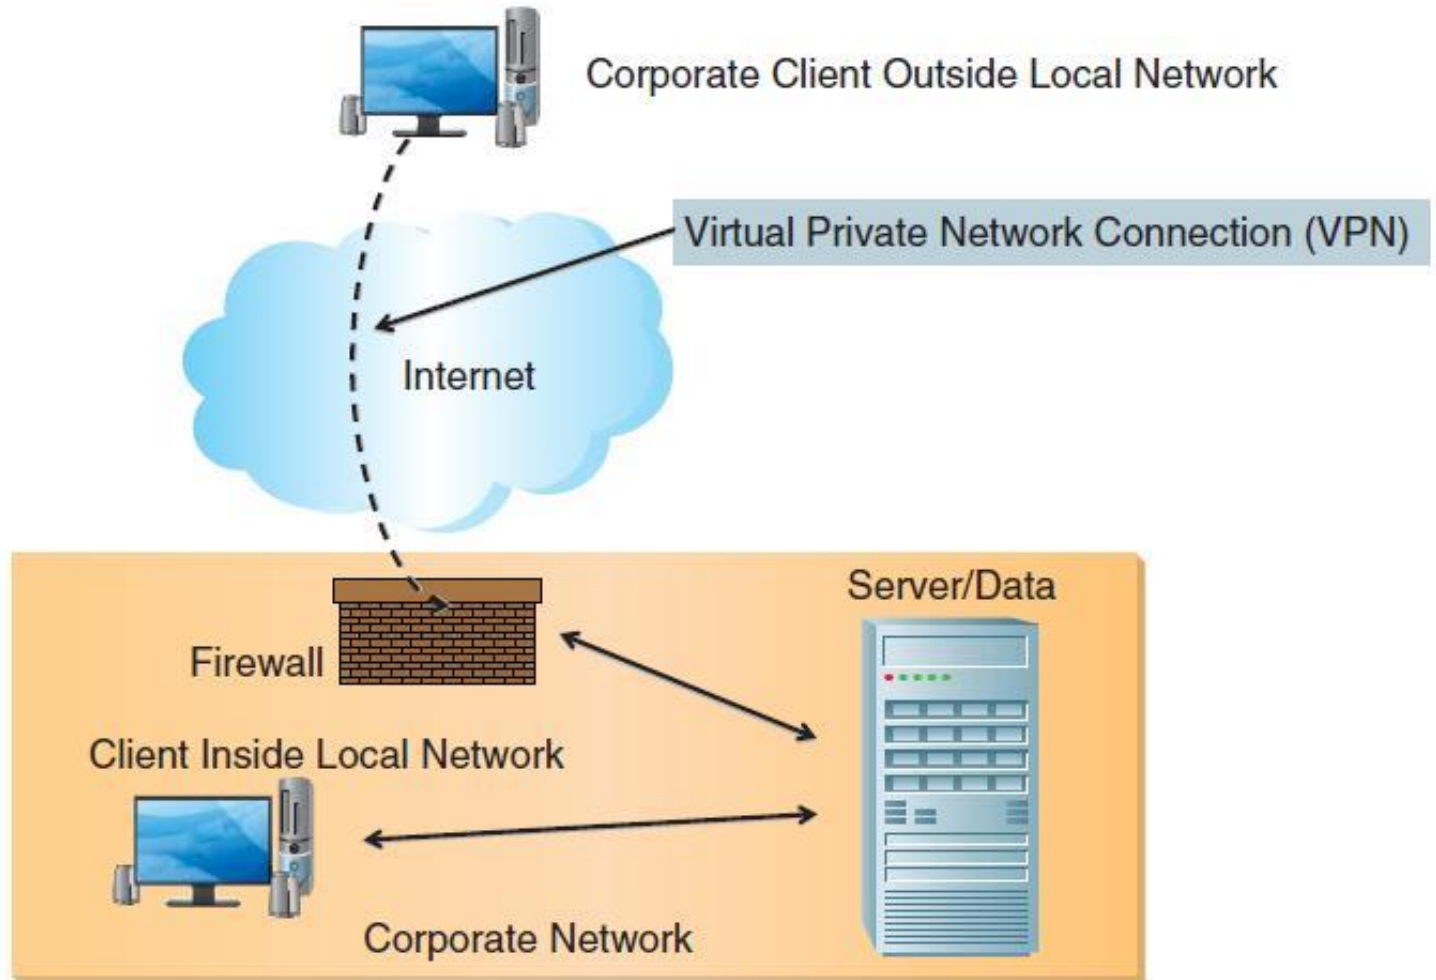 Corporate Client Outside Local Network
Virtual Private Network Connection (VPN)
Internet
Server/Data
Firewall
Client Inside Local Network
Corporate Network